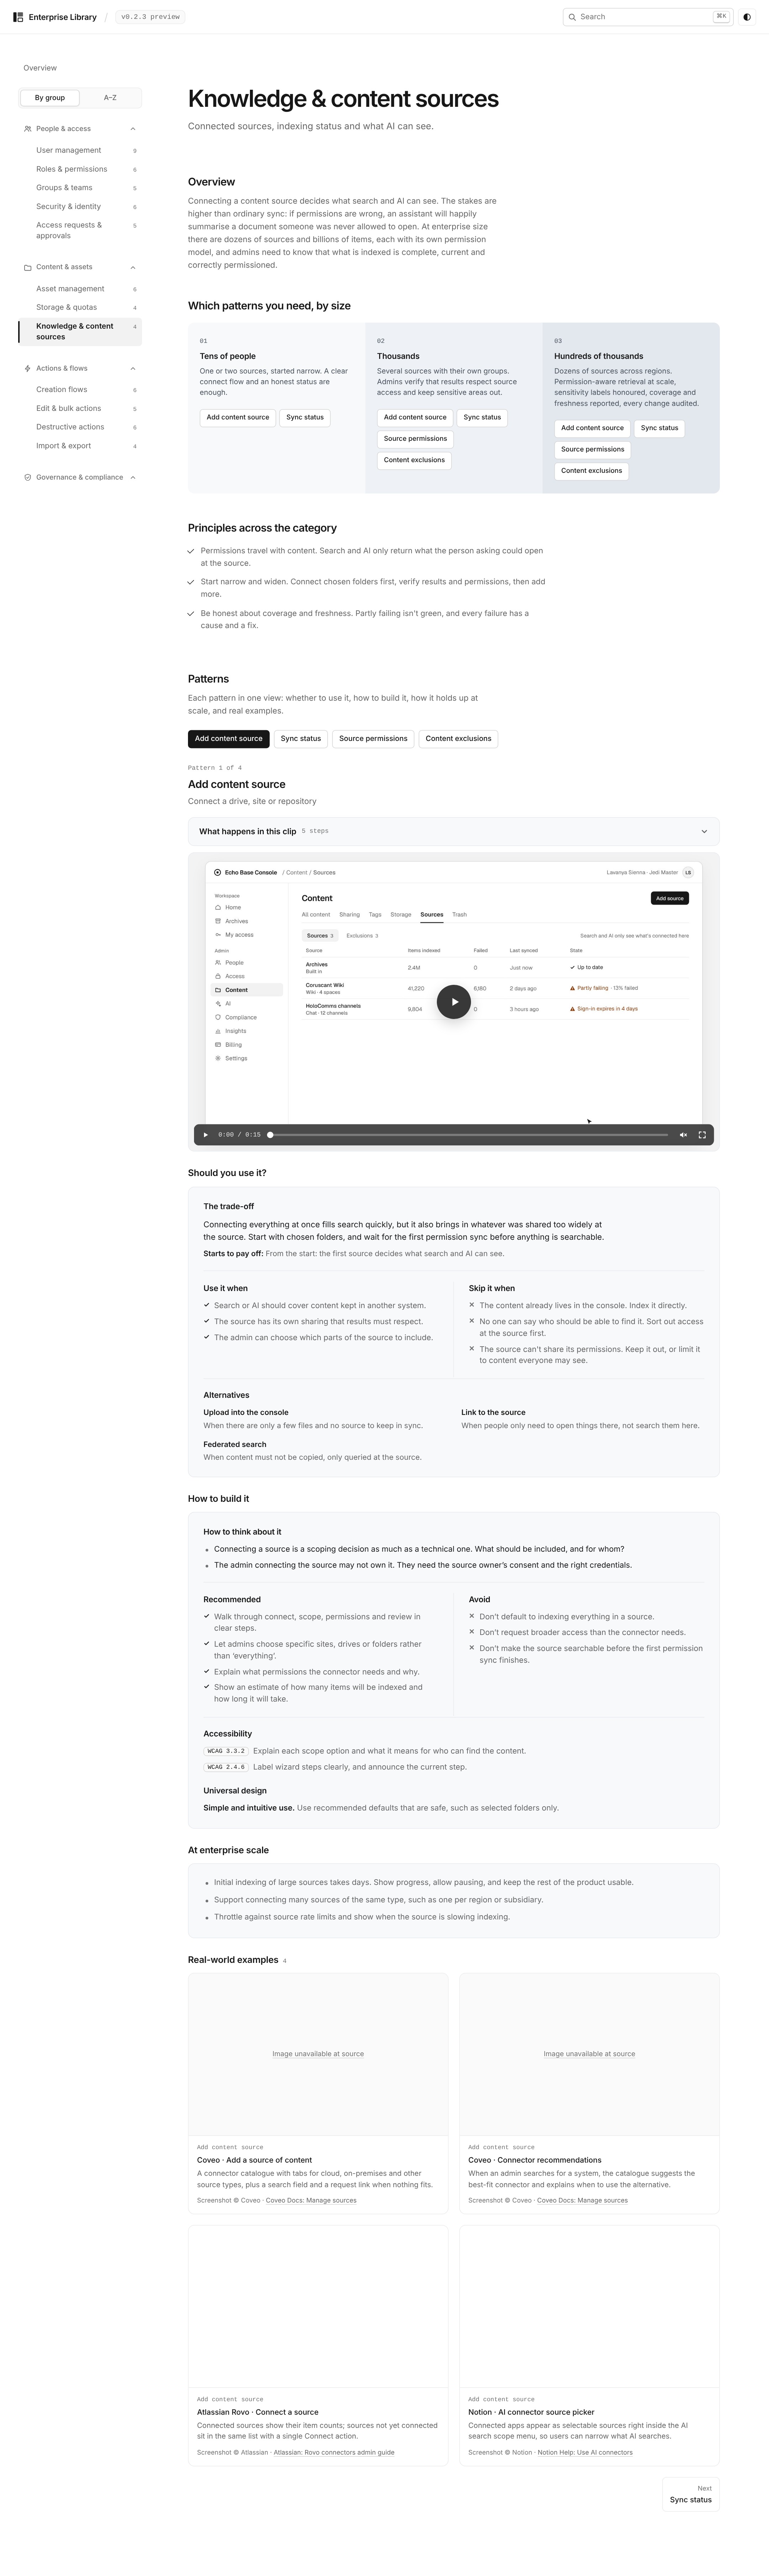 Enterprise Library / v0.2.3 preview
Search ⌘K
Overview
By group A–Z
People & access
User management 9
Roles & permissions 6
Groups & teams 5
Security & identity 6
Access requests & 5
approvals
Content & assets
Asset management 6
Storage & quotas 4
Knowledge & content 4
sources
Actions & flows
Creation flows 6
Edit & bulk actions 5
Destructive actions 6
Import & export 4
Governance & compliance
Knowledge & content sources
Connected sources, indexing status and what AI can see.
Overview
Connecting a content source decides what search and AI can see. The stakes are
higher than ordinary sync: if permissions are wrong, an assistant will happily
summarise a document someone was never allowed to open. At enterprise size
there are dozens of sources and billions of items, each with its own permission
model, and admins need to know that what is indexed is complete, current and
correctly permissioned.
Which patterns you need, by size
01
Tens of people
One or two sources, started narrow. A clear
connect flow and an honest status are
enough.
Add content source Sync status
02
Thousands
Several sources with their own groups.
Admins verify that results respect source
access and keep sensitive areas out.
Add content source Sync status
Source permissions
Content exclusions
03
Hundreds of thousands
Dozens of sources across regions.
Permission-aware retrieval at scale,
sensitivity labels honoured, coverage and
freshness reported, every change audited.
Add content source Sync status
Source permissions
Content exclusions
Principles across the category
Permissions travel with content. Search and AI only return what the person asking could open
at the source.
Start narrow and widen. Connect chosen folders first, verify results and permissions, then add
more.
Be honest about coverage and freshness. Partly failing isn't green, and every failure has a
cause and a fix.
Patterns
Each pattern in one view: whether to use it, how to build it, how it holds up at
scale, and real examples.
Add content source Sync status Source permissions Content exclusions
Pattern 1 of 4
Add content source
Connect a drive, site or repository
What happens in this clip 5 steps
Echo Base Console / Content / Sources
Lavanya Sienna · Jedi Master LS
Workspace
Home
Archives
My access
Admin
People
Access
Content
AI
Compliance
Insights
Billing
Settings
Content
Add source
All content Sharing Tags Storage Sources Trash
Sources 3 Exclusions 3
Search and AI only see what's connected here
Source Items indexed Failed Last synced State
Archives
Built in
2.4M 0 Just now Up to date
Coruscant Wiki
Wiki · 4 spaces
41,220 6,180 2 days ago Partly failing · 13% failed
HoloComms channels
Chat · 12 channels
9,804 0 3 hours ago Sign-in expires in 4 days
0:00 / 0:15
Should you use it?
The trade-off
Connecting everything at once fills search quickly, but it also brings in whatever was shared too widely at
the source. Start with chosen folders, and wait for the first permission sync before anything is searchable.
Starts to pay off: From the start: the first source decides what search and AI can see.
Use it when
Search or AI should cover content kept in another system.
The source has its own sharing that results must respect.
The admin can choose which parts of the source to include.
Skip it when
The content already lives in the console. Index it directly.
No one can say who should be able to find it. Sort out access
at the source first.
The source can't share its permissions. Keep it out, or limit it
to content everyone may see.
Alternatives
Upload into the console
When there are only a few files and no source to keep in sync.
Link to the source
When people only need to open things there, not search them here.
Federated search
When content must not be copied, only queried at the source.
How to build it
How to think about it
Connecting a source is a scoping decision as much as a technical one. What should be included, and for whom?
The admin connecting the source may not own it. They need the source owner's consent and the right credentials.
Recommended
Walk through connect, scope, permissions and review in
clear steps.
Let admins choose specific sites, drives or folders rather
than 'everything'.
Explain what permissions the connector needs and why.
Show an estimate of how many items will be indexed and
how long it will take.
Avoid
Don't default to indexing everything in a source.
Don't request broader access than the connector needs.
Don't make the source searchable before the first permission
sync finishes.
Accessibility
WCAG 3.3.2 Explain each scope option and what it means for who can find the content.
WCAG 2.4.6 Label wizard steps clearly, and announce the current step.
Universal design
Simple and intuitive use. Use recommended defaults that are safe, such as selected folders only.
At enterprise scale
Initial indexing of large sources takes days. Show progress, allow pausing, and keep the rest of the product usable.
Support connecting many sources of the same type, such as one per region or subsidiary.
Throttle against source rate limits and show when the source is slowing indexing.
Real-world examples 4
Image unavailable at source
Add content source
Coveo · Add a source of content
A connector catalogue with tabs for cloud, on-premises and other
source types, plus a search field and a request link when nothing fits.
Screenshot © Coveo · Coveo Docs: Manage sources
Image unavailable at source
Add content source
Coveo · Connector recommendations
When an admin searches for a system, the catalogue suggests the
best-fit connector and explains when to use the alternative.
Screenshot © Coveo · Coveo Docs: Manage sources
Add content source
Atlassian Rovo · Connect a source
Connected sources show their item counts; sources not yet connected
sit in the same list with a single Connect action.
Screenshot © Atlassian · Atlassian: Rovo connectors admin guide
Add content source
Notion · AI connector source picker
Connected apps appear as selectable sources right inside the AI
search scope menu, so users can narrow what AI searches.
Screenshot © Notion · Notion Help: Use AI connectors
Next
Sync status